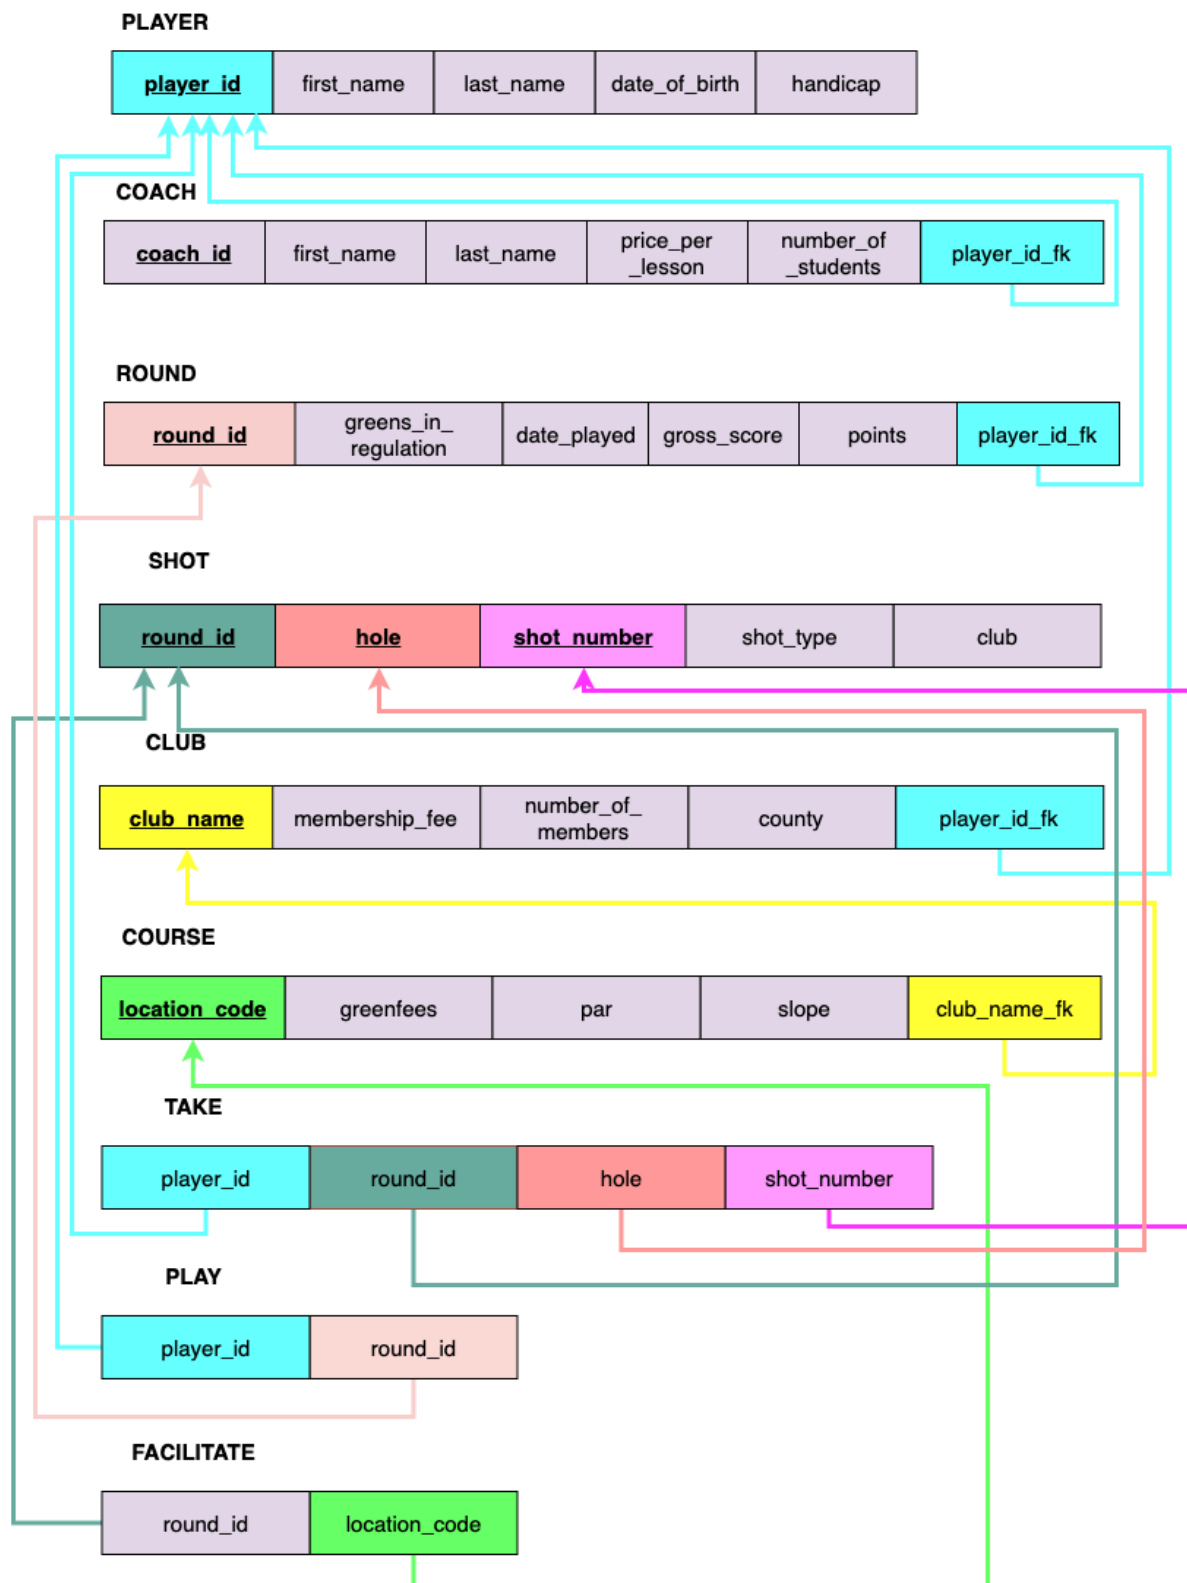 PLAYER
player_id first_name last_name date_of_birth handicap
COACH
coach_id first_name last_name price_per
_lesson number_of
_students player_id_fk
ROUND
round_id greens_in_
regulation date_played gross_score points player_id_fk
SHOT
round_id hole shot_number shot_type club
CLUB
club_name membership_fee number_of_
members county player_id_fk
COURSE
location_code greenfees par slope club_name_fk
TAKE
player_id round_id hole shot_number
PLAY
player_id round_id
FACILITATE
round_id location_code